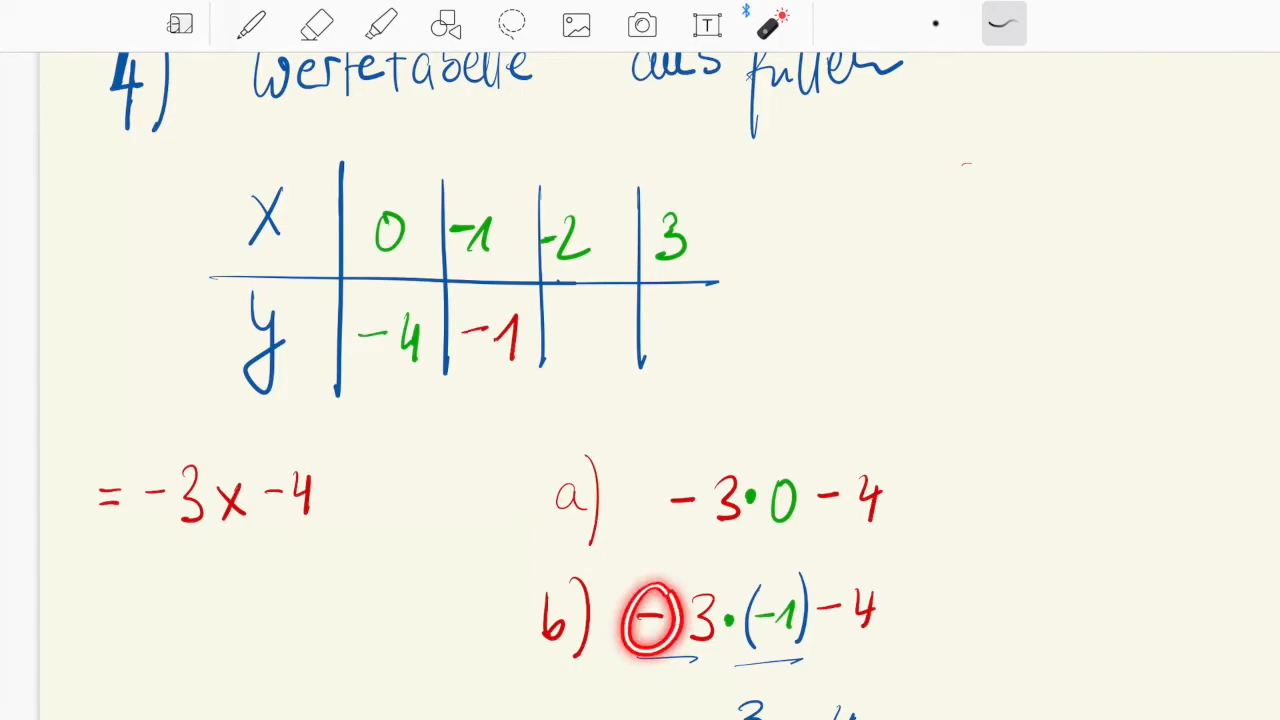 4) Wertetabelle ausfüllen
x 0 -1 -2 3
y -4 -1
= -3x -4
a) -3·0-4
b) -3·(-1)-4